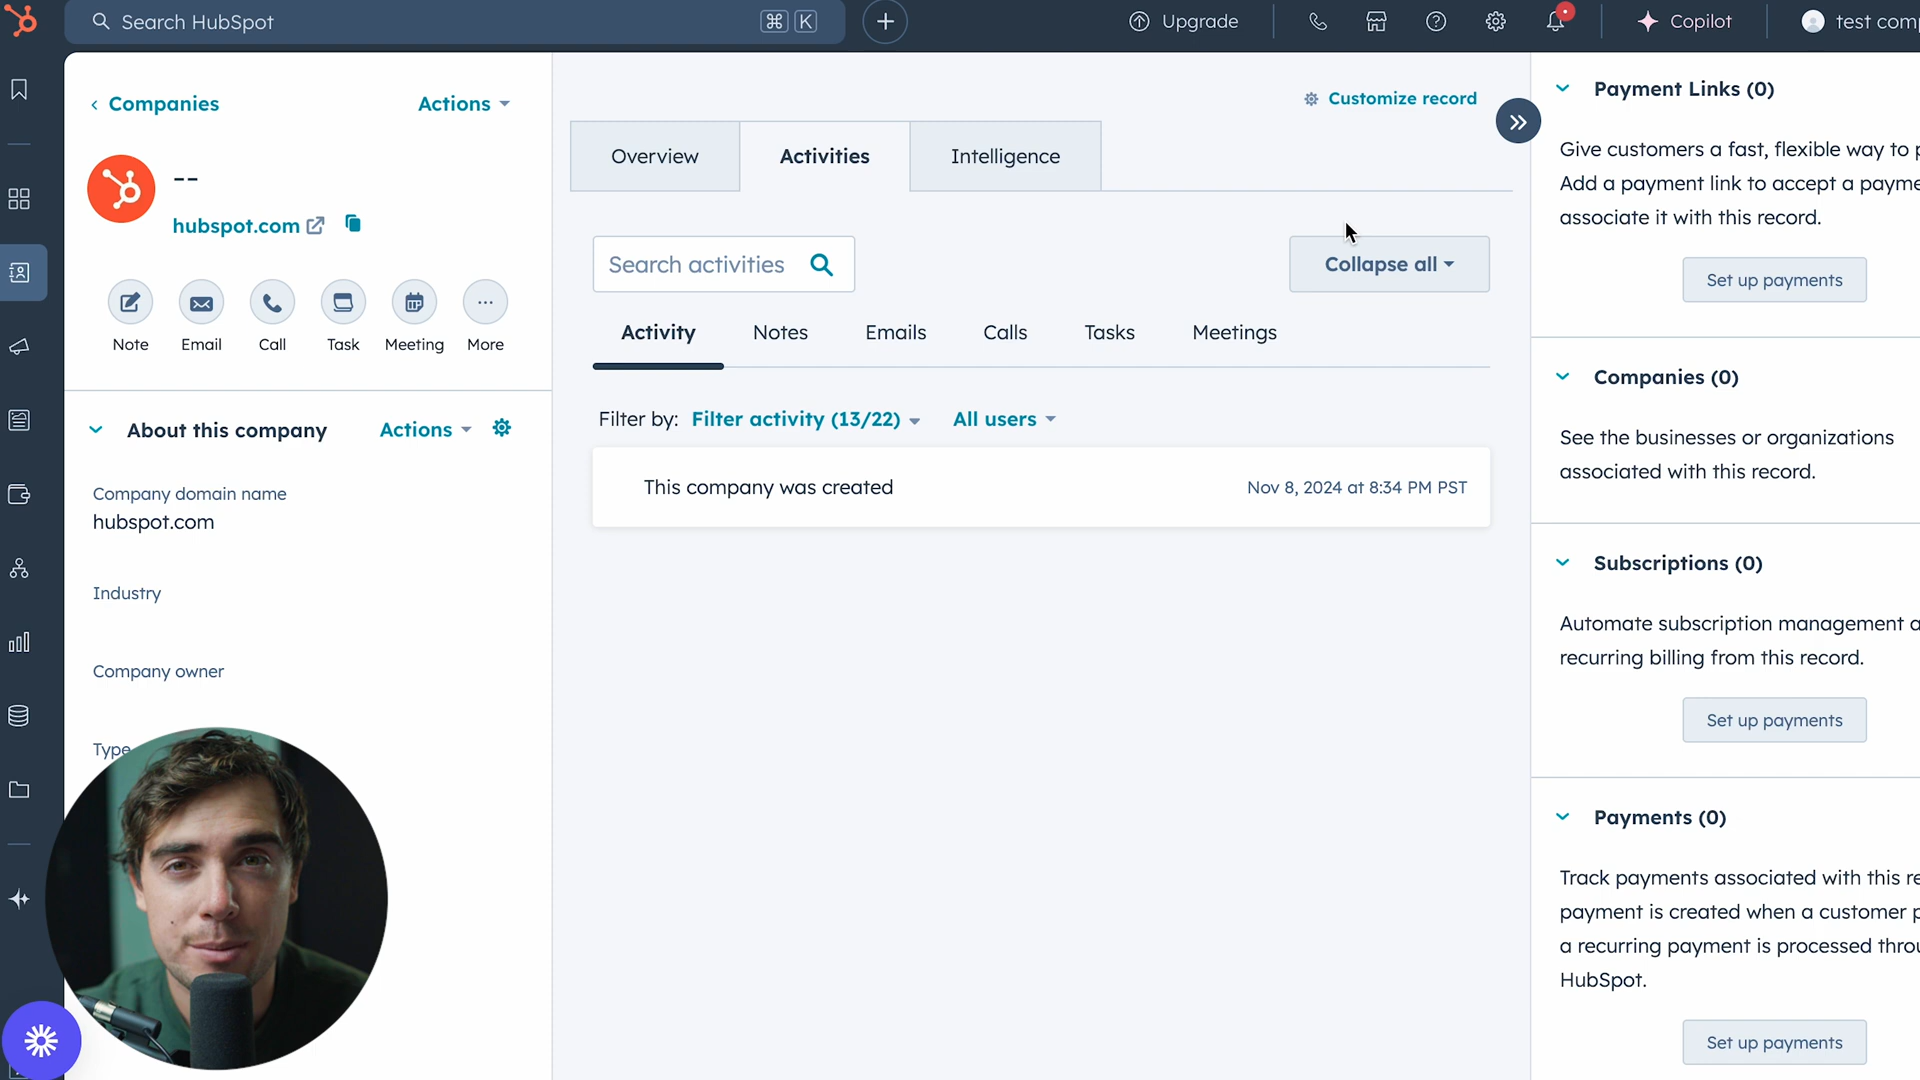 Search HubSpot
⌘ K
Upgrade
Copilot
test com
Companies
Actions
--
hubspot.com
Note
Email
Call
Task
Meeting
More
About this company
Actions
Company domain name
hubspot.com
Industry
Company owner
Type
Customize record
Overview
Activities
Intelligence
Search activities
Collapse all
Activity
Notes
Emails
Calls
Tasks
Meetings
Filter by: Filter activity (13/22) All users
This company was created
Nov 8, 2024 at 8:34 PM PST
Payment Links (0)
Give customers a fast, flexible way to
Add a payment link to accept a payme
associate it with this record.
Set up payments
Companies (0)
See the businesses or organizations
associated with this record.
Subscriptions (0)
Automate subscription management a
recurring billing from this record.
Set up payments
Payments (0)
Track payments associated with this re
payment is created when a customer p
a recurring payment is processed throu
HubSpot.
Set up payments